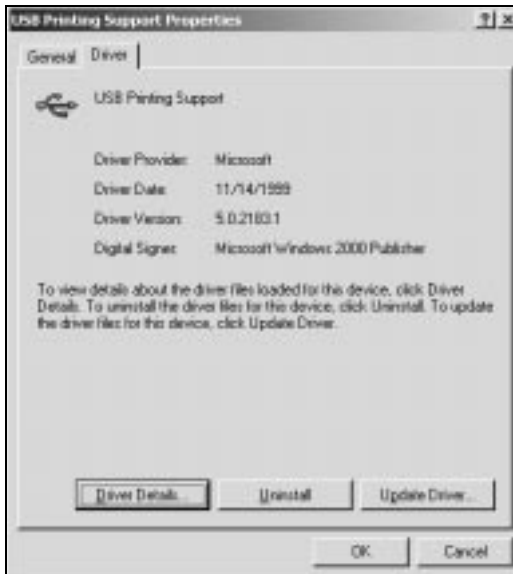 USB Printing Support Properties
General Driver
USB Printing Support
Driver Provider: Microsoft
Driver Date: 11/14/1999
Driver Version: 5.0.2183.1
Digital Signer: Microsoft Windows 2000 Publisher
To view details about the driver files loaded for this device, click Driver
Details. To uninstall the driver files for this device, click Uninstall. To update
the driver files for this device, click Update Driver.
Driver Details... Uninstall Update Driver...
OK Cancel